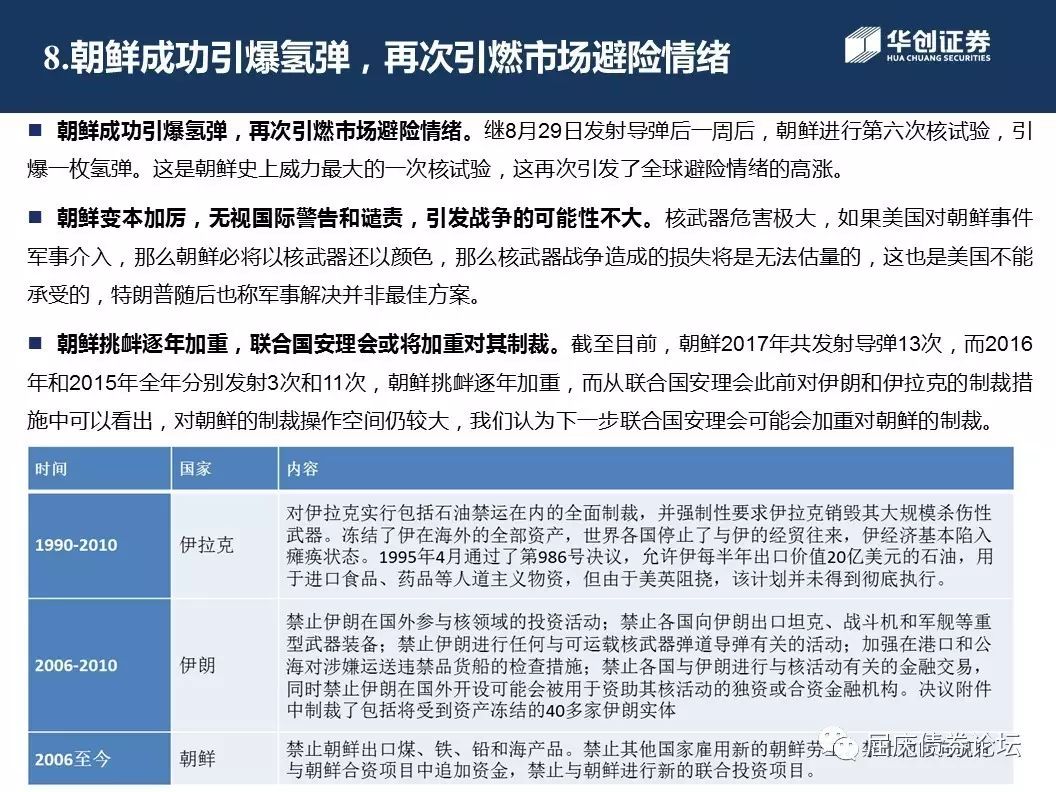 8.朝鲜成功引爆氢弹，再次引燃市场避险情绪
华创证券
HUA CHUANG SECURITIES
■ 朝鲜成功引爆氢弹，再次引燃市场避险情绪。继8月29日发射导弹后一周后，朝鲜进行第六次核试验，引
爆一枚氢弹。这是朝鲜史上威力最大的一次核试验，这再次引发了全球避险情绪的高涨。
■ 朝鲜变本加厉，无视国际警告和谴责，引发战争的可能性不大。核武器危害极大，如果美国对朝鲜事件
军事介入，那么朝鲜必将以核武器还以颜色，那么核武器战争造成的损失将是无法估量的，这也是美国不能
承受的，特朗普随后也称军事解决并非最佳方案。
■ 朝鲜挑衅逐年加重，联合国安理会或将加重对其制裁。截至目前，朝鲜2017年共发射导弹13次，而2016
年和2015年全年分别发射3次和11次，朝鲜挑衅逐年加重，而从联合国安理会此前对伊朗和伊拉克的制裁措
施中可以看出，对朝鲜的制裁操作空间仍较大，我们认为下一步联合国安理会可能会加重对朝鲜的制裁。
时间 国家 内容
对伊拉克实行包括石油禁运在内的全面制裁，并强制性要求伊拉克销毁其大规模杀伤性
武器。冻结了伊在海外的全部资产，世界各国停止了与伊的经贸往来，伊经济基本陷入
1990-2010 伊拉克
瘫痪状态。1995年4月通过了第986号决议，允许伊每半年出口价值20亿美元的石油，用
于进口食品、药品等人道主义物资，但由于美英阻挠，该计划并未得到彻底执行。
禁止伊朗在国外参与核领域的投资活动；禁止各国向伊朗出口坦克、战斗机和军舰等重
型武器装备；禁止伊朗进行任何与可运载核武器弹道导弹有关的活动；加强在港口和公
2006-2010 伊朗
海对涉嫌运送违禁品货船的检查措施；禁止各国与伊朗进行与核活动有关的金融交易，
同时禁止伊朗在国外开设可能会被用于资助其核活动的独资或合资金融机构。决议附件
中制裁了包括将受到资产冻结的40多家伊朗实体
2006至今 朝鲜
禁止朝鲜出口煤、铁、铅和海产品。禁止其他国家雇用新的朝鲜劳
与朝鲜合资项目中追加资金，禁止与朝鲜进行新的联合投资项目。
屈庆债券论坛